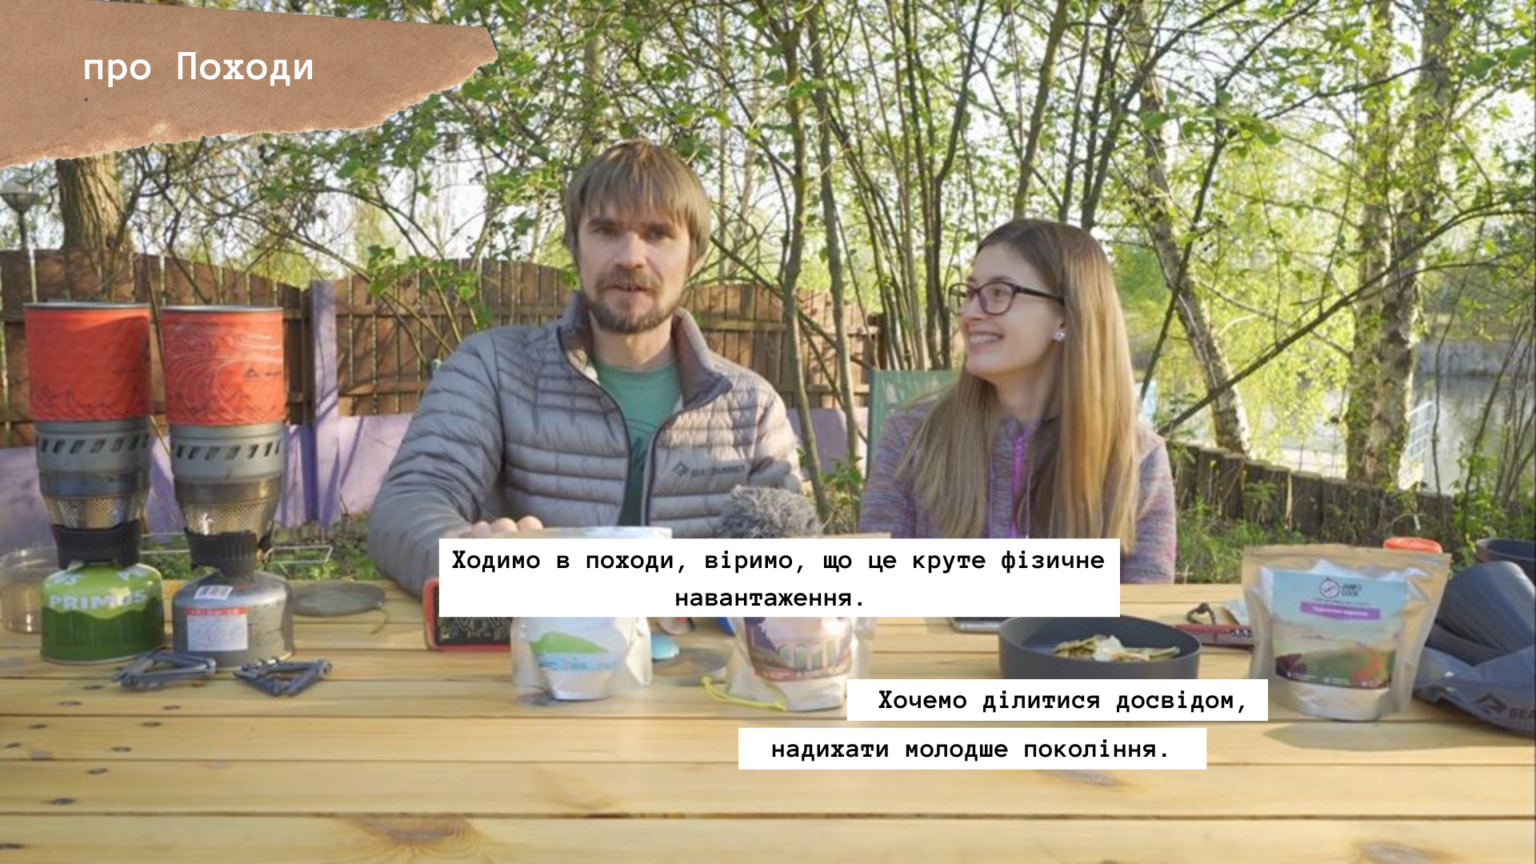 про Походи
Ходимо в походи, віримо, що це круте фізичне
навантаження.
Хочемо ділитися досвідом,
надихати молодше покоління.
PRIMUS